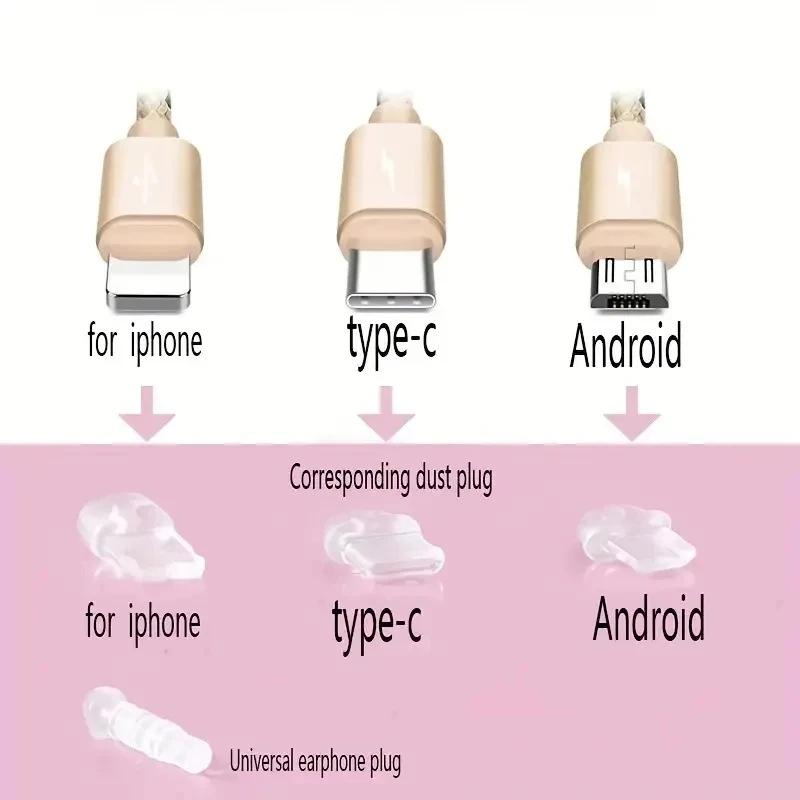 for iphone
type-c
Android
Corresponding dust plug
for iphone
type-c
Android
Universal earphone plug